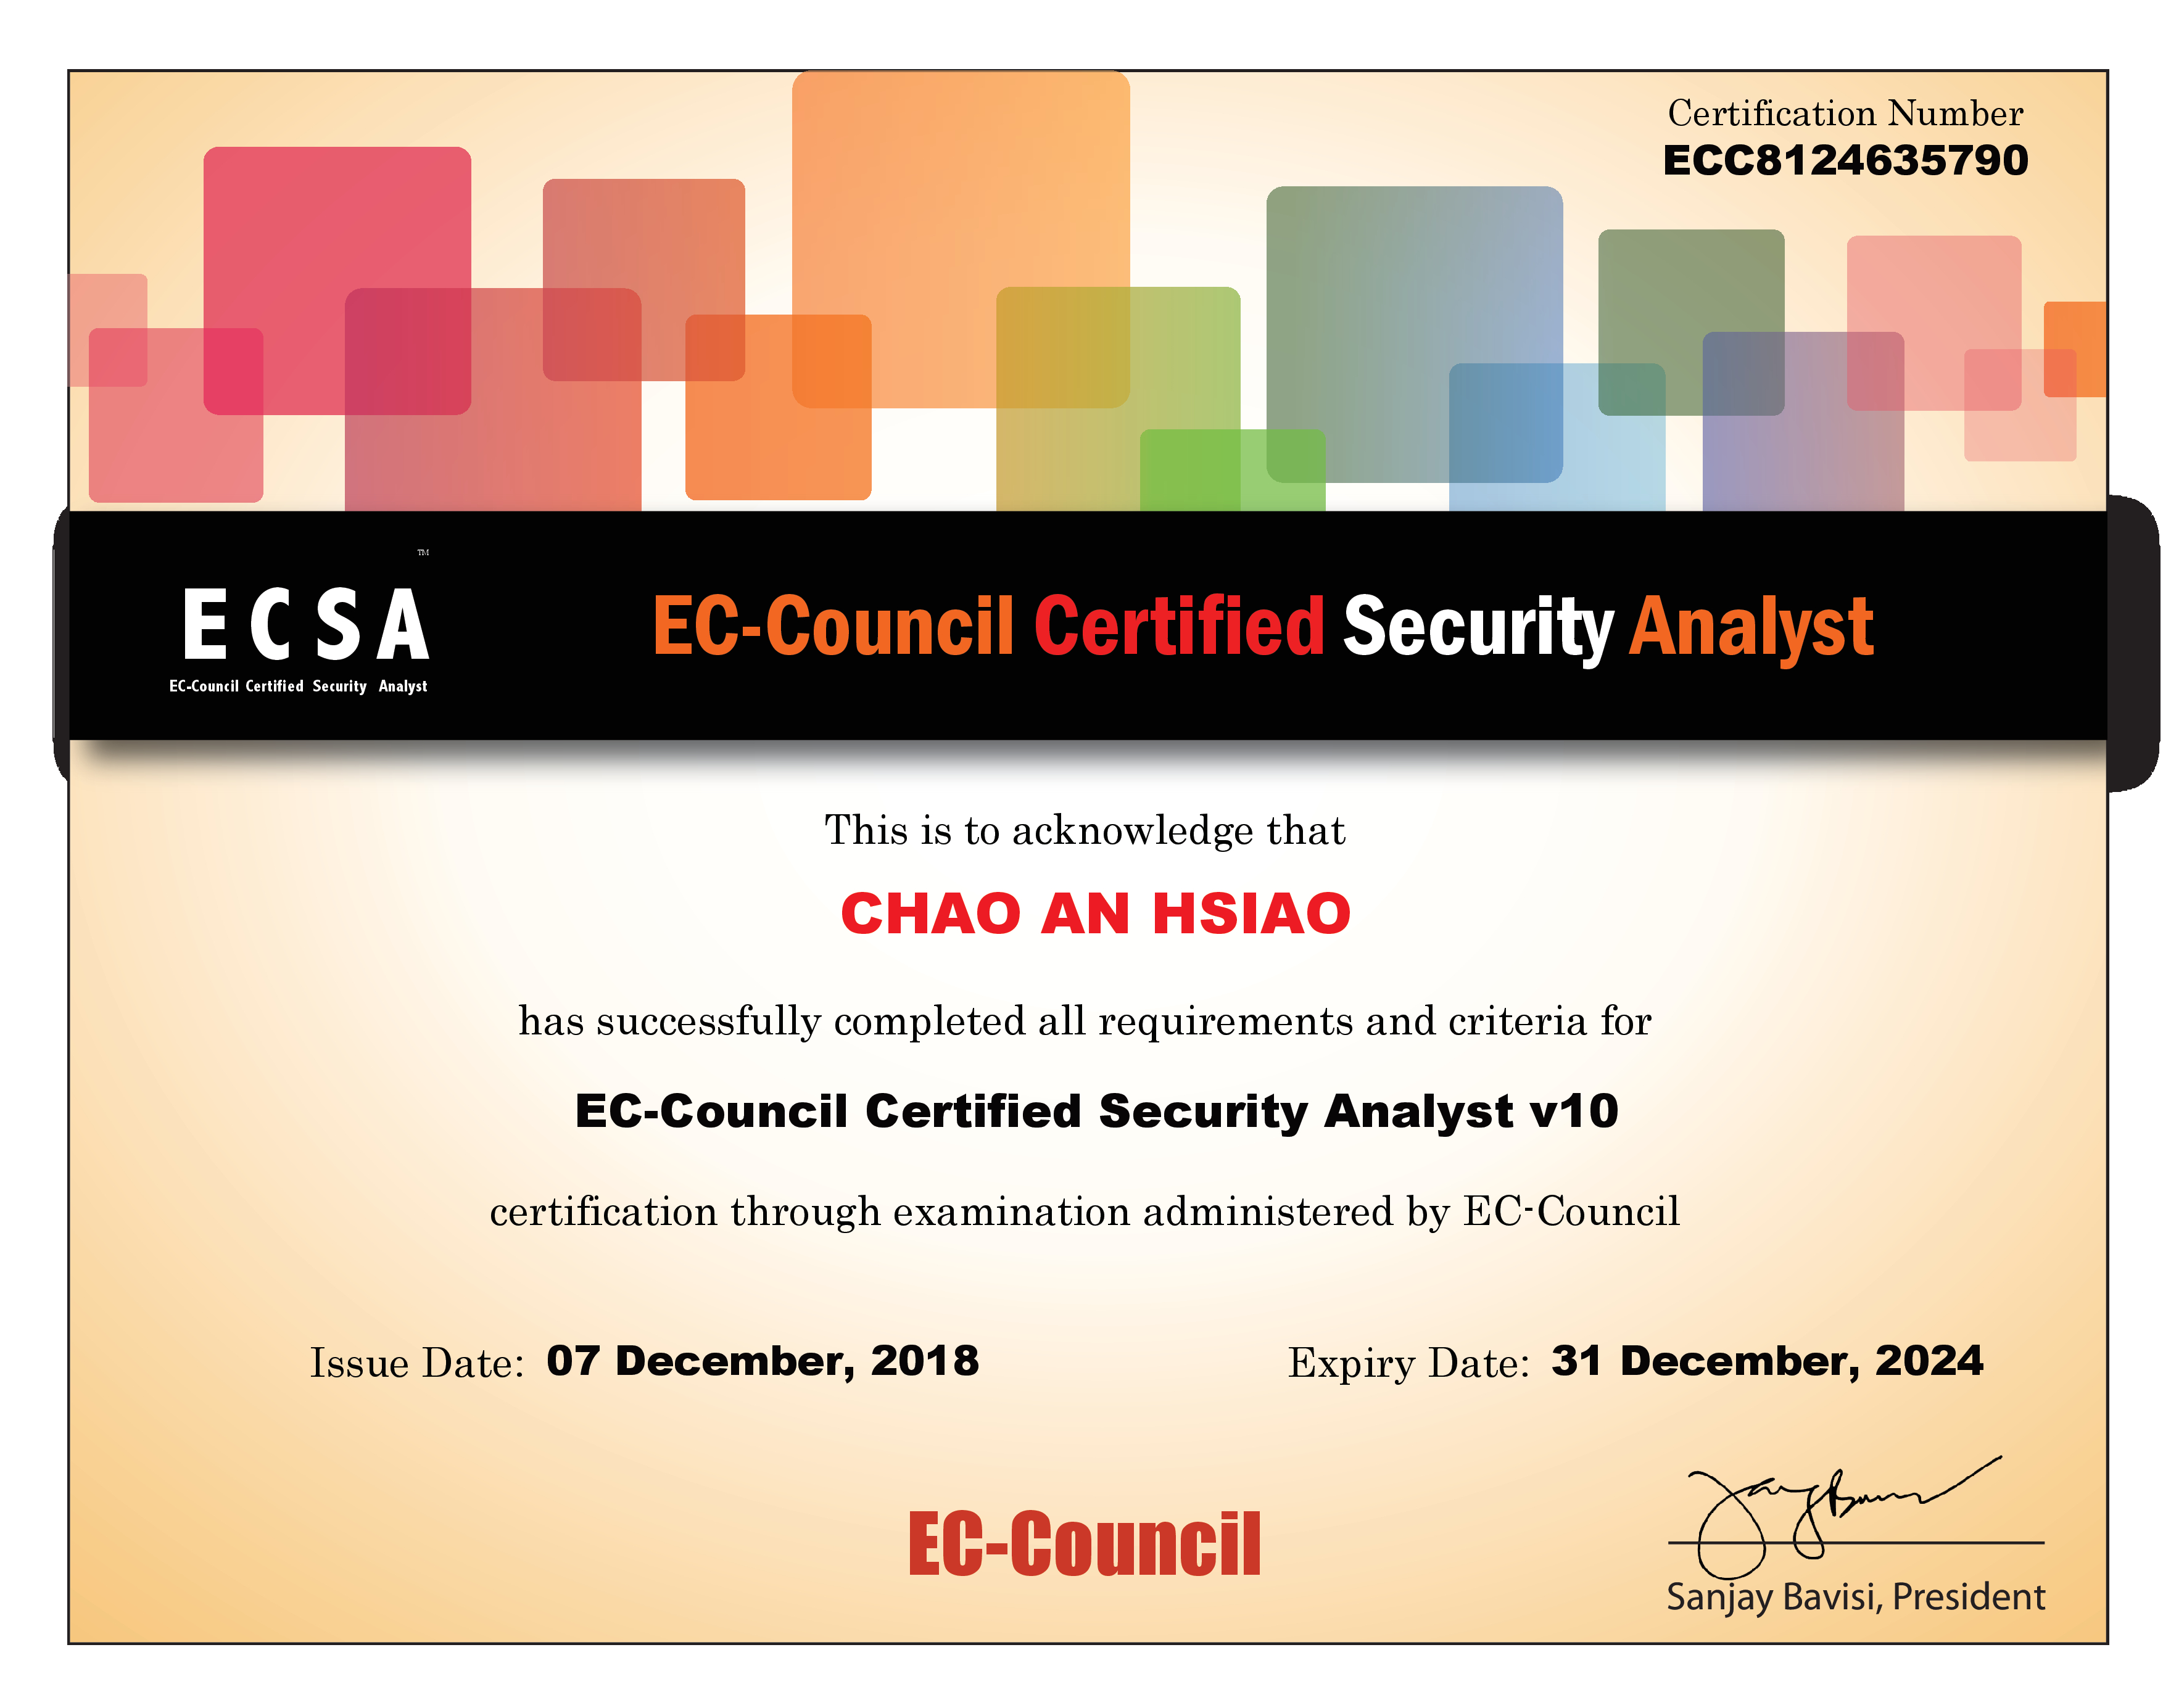 Certification Number
ECC8124635790
TM
ECSA
EC-Council Certified Security Analyst
EC-Council Certified Security Analyst
This is to acknowledge that
CHAO AN HSIAO
has successfully completed all requirements and criteria for
EC-Council Certified Security Analyst v10
certification through examination administered by EC-Council
Issue Date: 07 December, 2018
Expiry Date: 31 December, 2024
EC-Council
Sanjay Bavisi, President